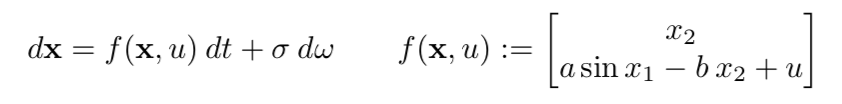 d𝐱 = f(𝐱, u) dt + σ dω    f(𝐱, u) := [ x₂ ; a sin x₁ − b x₂ + u ]